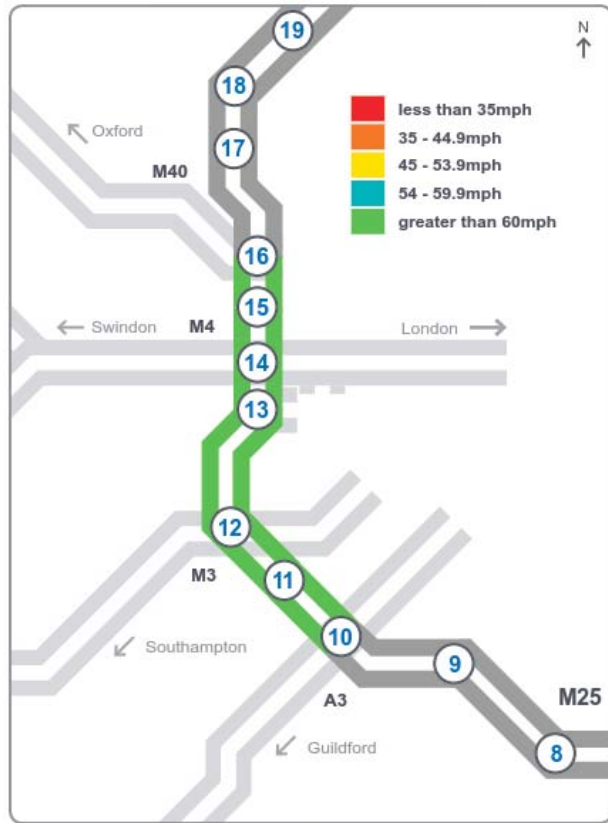 19
N
18
less than 35mph
35 - 44.9mph
Oxford
17
45 - 53.9mph
M40
54 - 59.9mph
greater than 60mph
16
15
Swindon
M4
London
14
13
12
M3
11
10
Southampton
9
A3
M25
Guildford
8